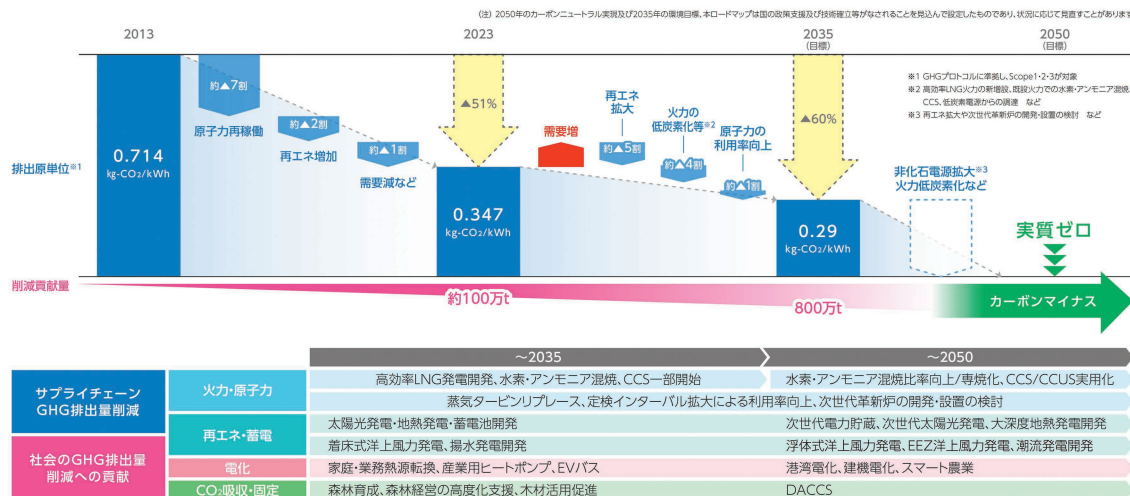 (注) 2050年のカーボンニュートラル実現及び2035年の環境目標、本ロードマップは国の政策支援及び技術確立等がなされることを見込んで設定したものであり、状況に応じて見直すことがあります
2013
2023
2035
(目標)
2050
(目標)
※1 GHGプロトコルに準拠し、Scope1・2・3が対象
※2 高効率LNG火力の新増設、既設火力での水素・アンモニア混焼、
CCS、低炭素電源からの調達 など
※3 再エネ拡大や次世代革新炉の開発・設置の検討 など
約▲7割
原子力再稼働
約▲2割
再エネ増加
約▲1割
需要減など
▲51%
需要増
再エネ
拡大
約▲5割
火力の
低炭素化等※2
約▲4割
原子力の
利用率向上
約▲1割
▲60%
非化石電源拡大※3
火力低炭素化など
排出原単位※1
0.714
kg-CO2/kWh
0.347
kg-CO2/kWh
0.29
kg-CO2/kWh
実質ゼロ
削減貢献量
約100万t
800万t
カーボンマイナス
~2035
~2050
サプライチェーン
GHG排出量削減
火力・原子力
高効率LNG発電開発、水素・アンモニア混焼、CCS一部開始
水素・アンモニア混焼比率向上/専焼化、CCS/CCUS実用化
蒸気タービンリプレース、定検インターバル拡大による利用率向上、次世代革新炉の開発・設置の検討
再エネ・蓄電
太陽光発電・地熱発電・蓄電池開発
次世代電力貯蔵、次世代太陽光発電、大深度地熱発電開発
着床式洋上風力発電、揚水発電開発
浮体式洋上風力発電、EEZ洋上風力発電、潮流発電開発
社会のGHG排出量
削減への貢献
電化
家庭・業務熱源転換、産業用ヒートポンプ、EVバス
港湾電化、建機電化、スマート農業
CO2吸収・固定
森林育成、森林経営の高度化支援、木材活用促進
DACCS